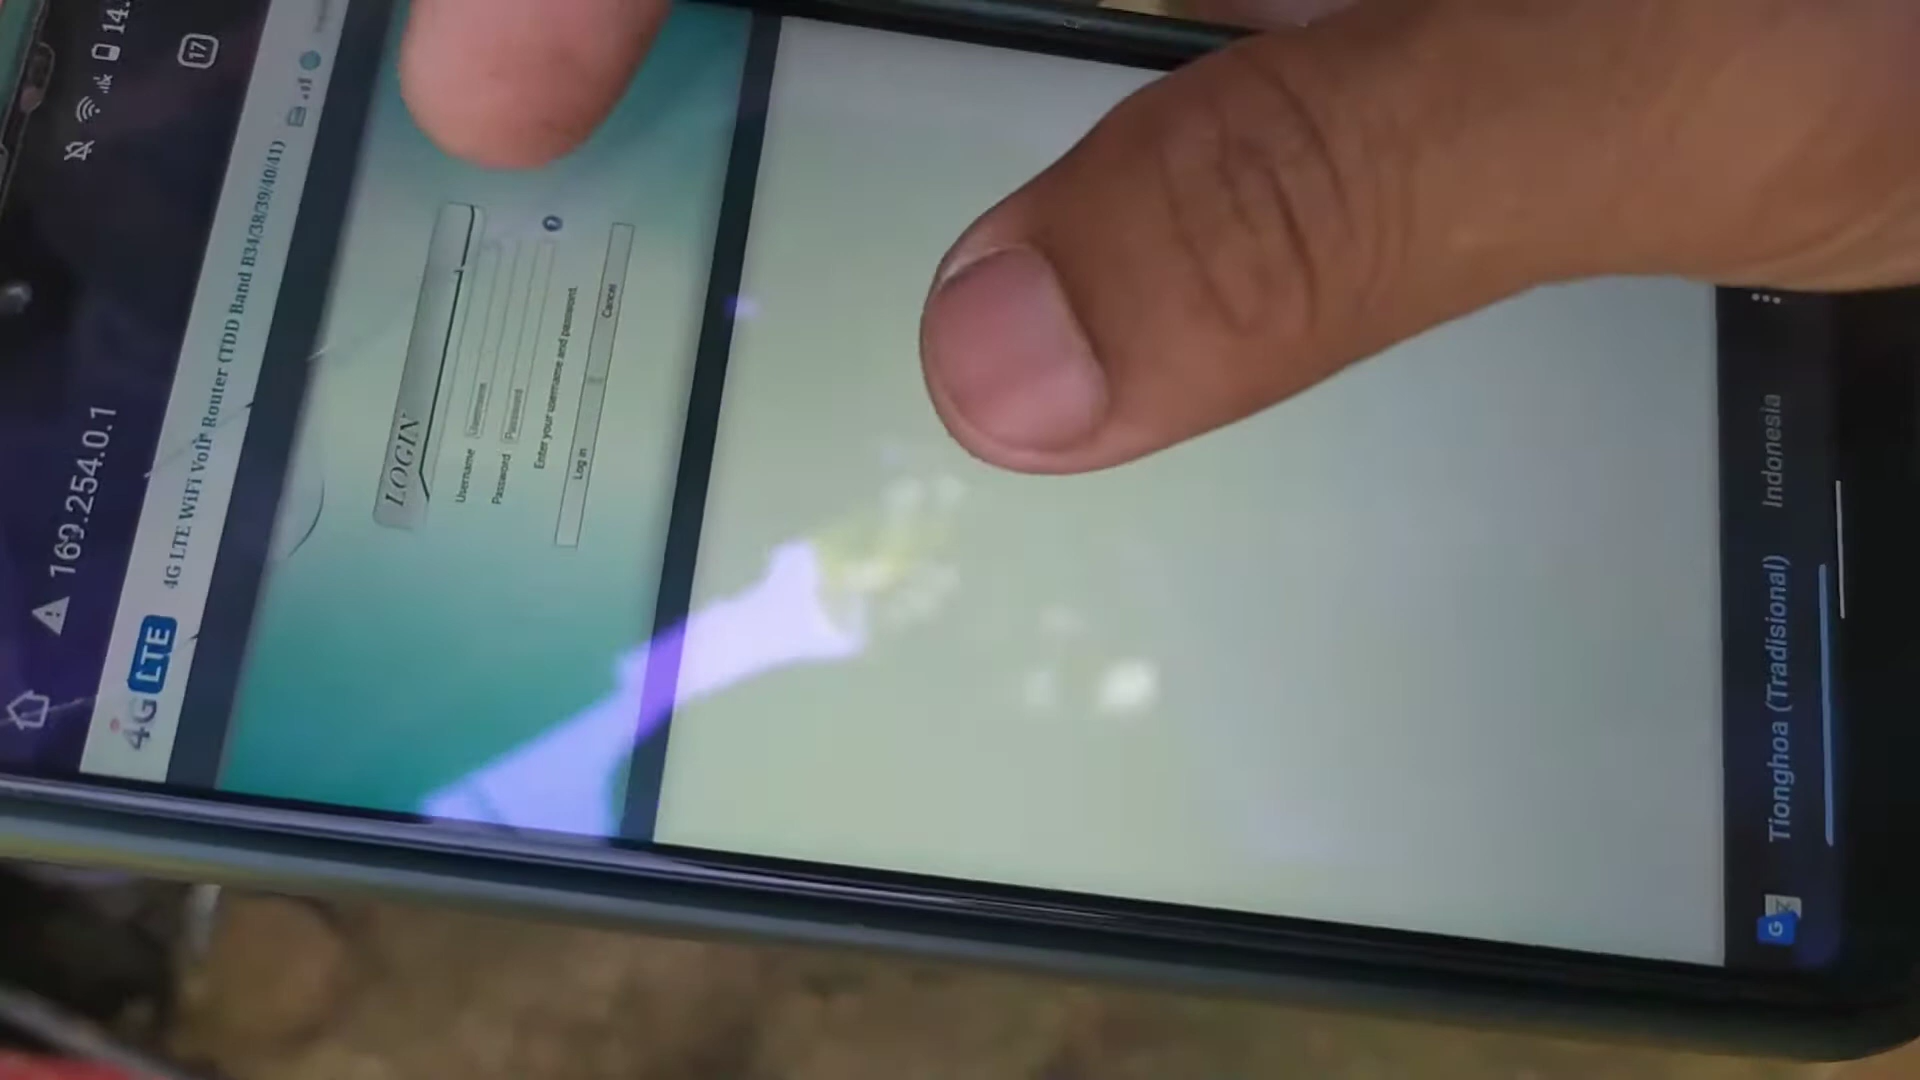 17
169.254.0.1
4G LTE
4G LTE WiFi VoIP Router (TDD Band B34/38/39/40/41)
LOGIN
Username Username
Password Password
Enter your username and password.
Log in Cancel
Tionghoa (Tradisional) Indonesia